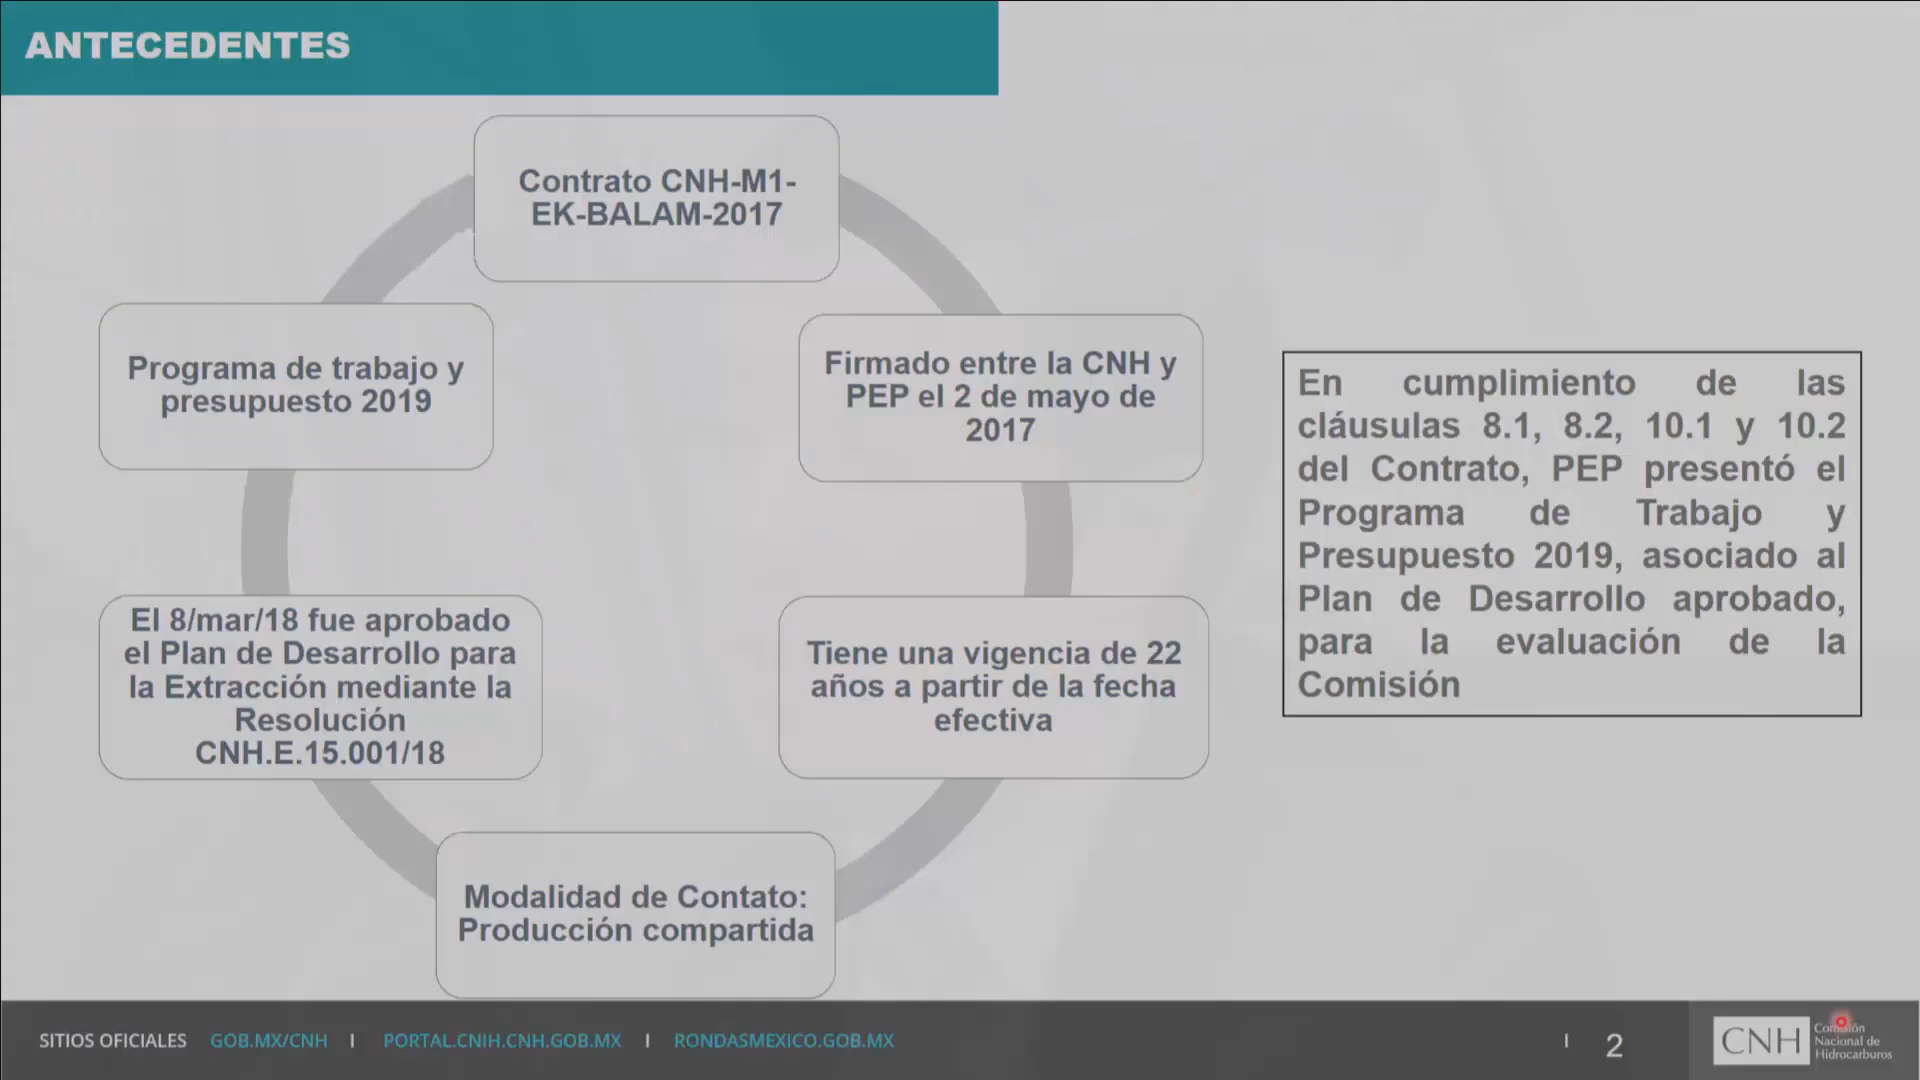 ANTECEDENTES
Contrato CNH-M1-
EK-BALAM-2017
Firmado entre la CNH y
PEP el 2 de mayo de
2017
Tiene una vigencia de 22
años a partir de la fecha
efectiva
Modalidad de Contato:
Producción compartida
El 8/mar/18 fue aprobado
el Plan de Desarrollo para
la Extracción mediante la
Resolución
CNH.E.15.001/18
Programa de trabajo y
presupuesto 2019
En cumplimiento de las
cláusulas 8.1, 8.2, 10.1 y 10.2
del Contrato, PEP presentó el
Programa de Trabajo y
Presupuesto 2019, asociado al
Plan de Desarrollo aprobado,
para la evaluación de la
Comisión
SITIOS OFICIALES GOB.MX/CNH | PORTAL.CNIH.CNH.GOB.MX | RONDASMEXICO.GOB.MX
| 2
CNH
Comisión
Nacional de
Hidrocarburos